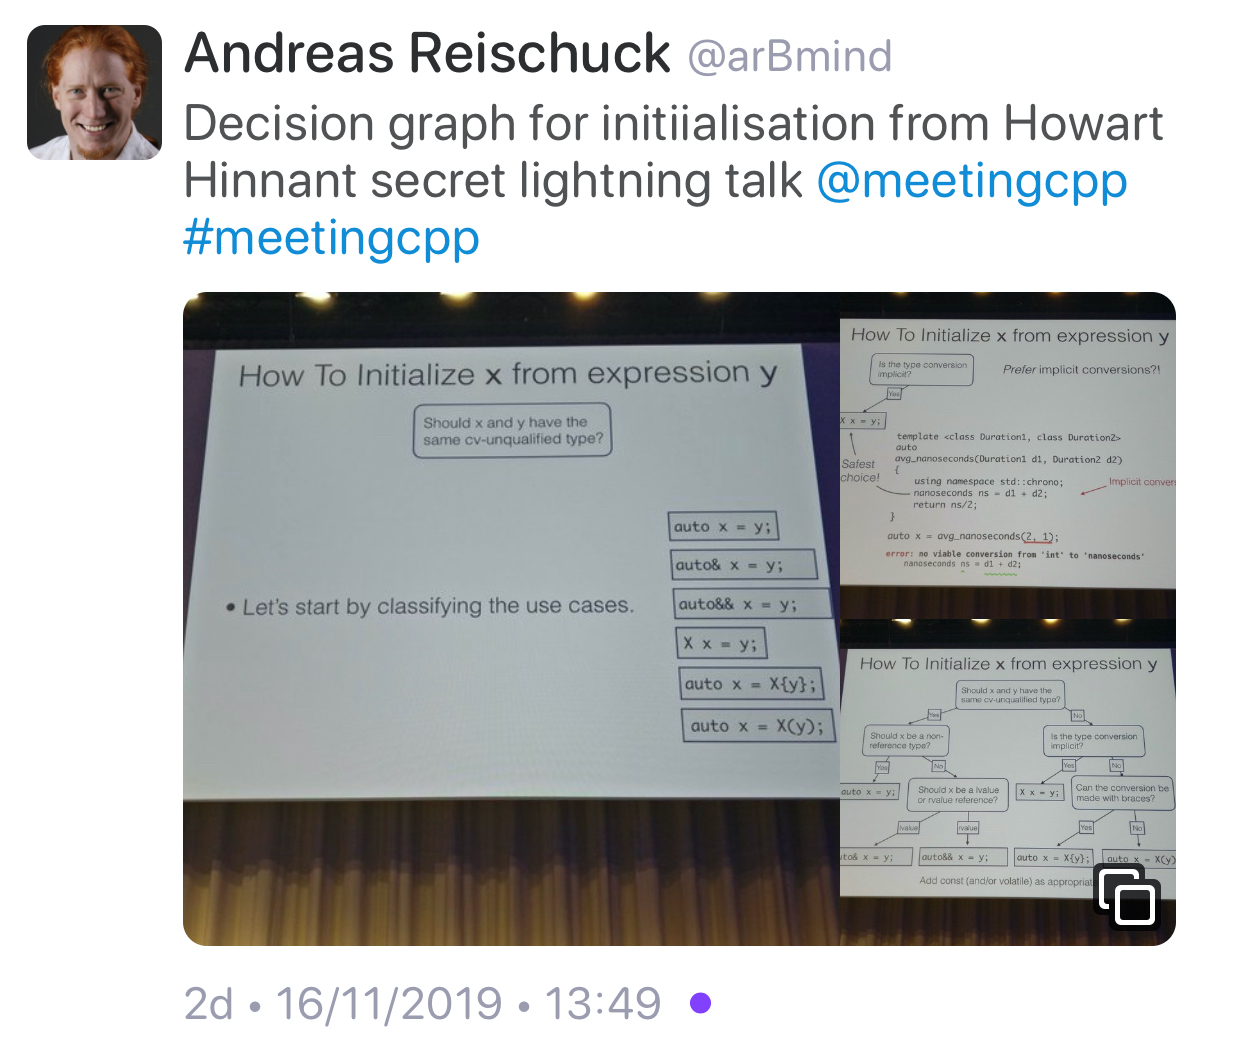 Andreas Reischuck @arBmind
Decision graph for initiialisation from Howart
Hinnant secret lightning talk @meetingcpp
#meetingcpp
How To Initialize x from expression y
Should x and y have the
same cv-unqualified type?
auto x = y;
auto& x = y;
• Let's start by classifying the use cases.
auto&& x = y;
X x = y;
auto x = X{y};
auto x = X(y);
How To Initialize x from expression y
Is the type conversion
implicit?
Prefer implicit conversions?!
Yes
X x = y;
Safest
choice!
template <class Duration1, class Duration2>
auto
avg_nanoseconds(Duration1 d1, Duration2 d2)
{
using namespace std::chrono;
nanoseconds ns = d1 + d2;
return ns/2;
}
Implicit conver
auto x = avg_nanoseconds(2, 1);
error: no viable conversion from 'int' to 'nanoseconds'
nanoseconds ns = d1 + d2;
How To Initialize x from expression y
Should x and y have the
same cv-unqualified type?
Yes
No
Should x be a non-
reference type?
Is the type conversion
implicit?
Yes
No
Yes
No
auto x = y;
Should x be a lvalue
or rvalue reference?
X x = y;
Can the conversion be
made with braces?
lvalue
rvalue
Yes
No
uto& x = y;
auto&& x = y;
auto x = X{y};
auto x = X(y)
Add const (and/or volatile) as appropriat
2d • 16/11/2019 • 13:49